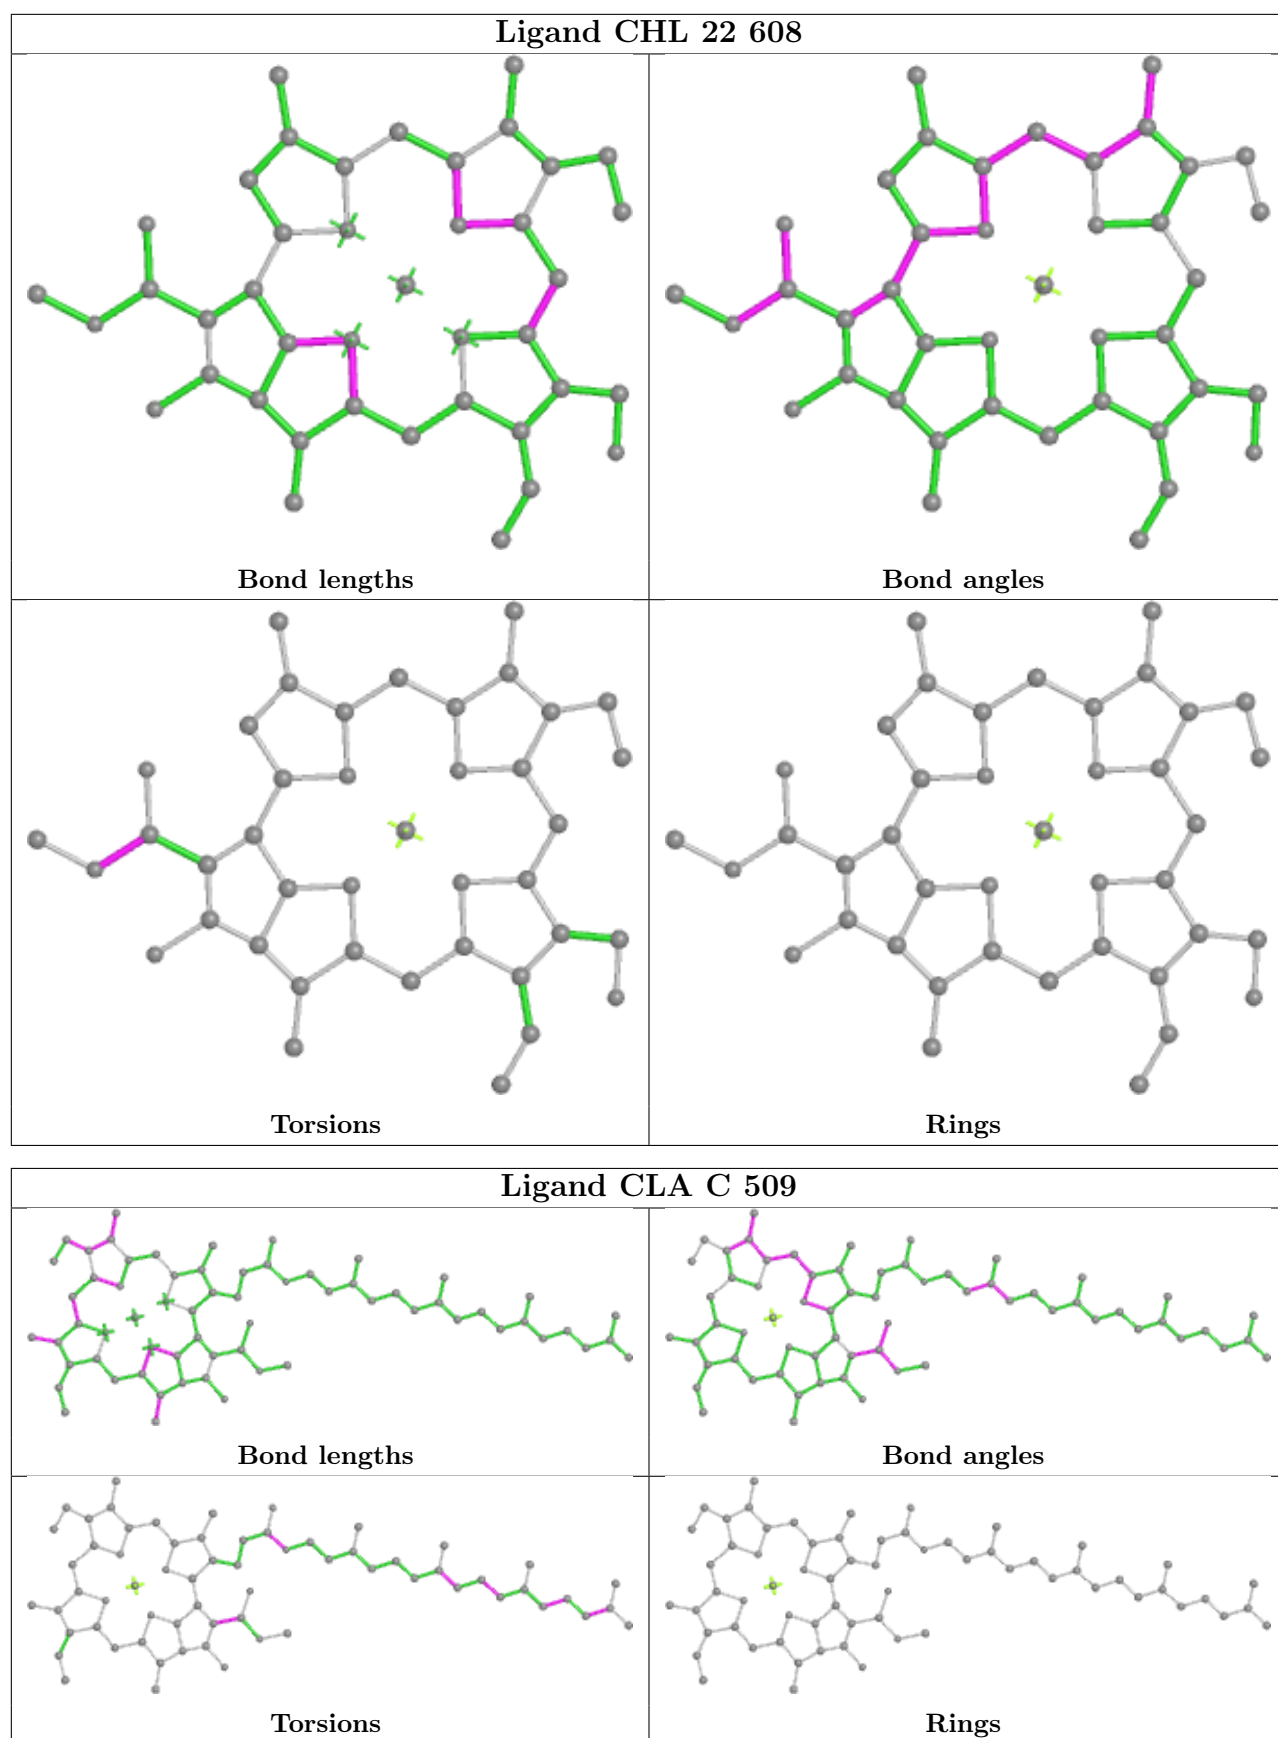 Ligand CHL 22 608
Bond lengths
Bond angles
Torsions
Rings
Ligand CLA C 509
Bond lengths
Bond angles
Torsions
Rings